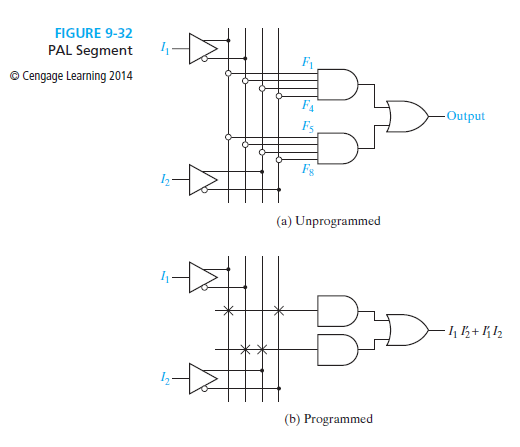 FIGURE 9-32
PAL Segment
© Cengage Learning 2014
I₁
F₁
F₄
F₅
F₈
Output
I₂
(a) Unprogrammed
I₁
I₁ I₂′ + I₁′ I₂
I₂
(b) Programmed